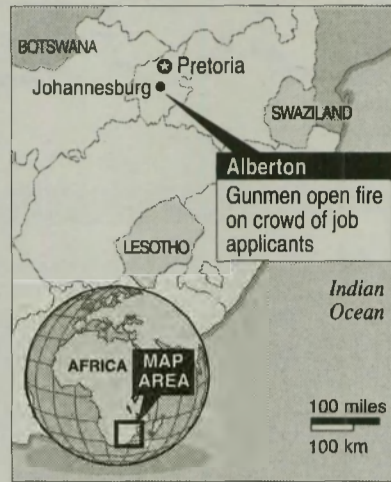 BOTSWANA
Pretoria
Johannesburg
SWAZILAND
Alberton
Gunmen open fire
on crowd of job
applicants
LESOTHO
Indian
Ocean
AFRICA
MAP
AREA
100 miles
100 km